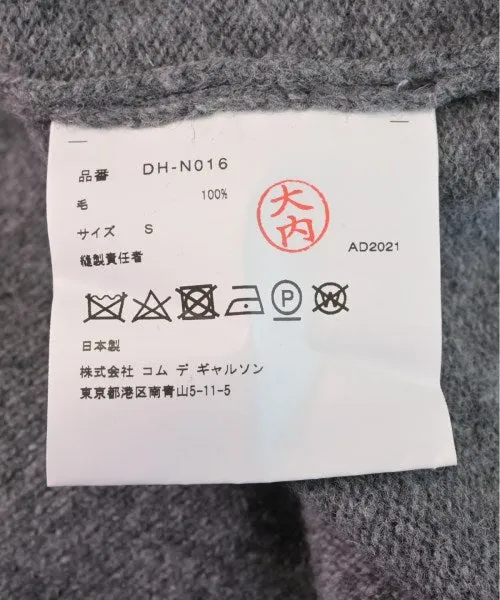 品番 DH-N016
毛 100%
サイズ S
縫製責任者
大内
AD2021
P
W
日本製
株式会社 コム デ ギャルソン
東京都港区南青山5-11-5